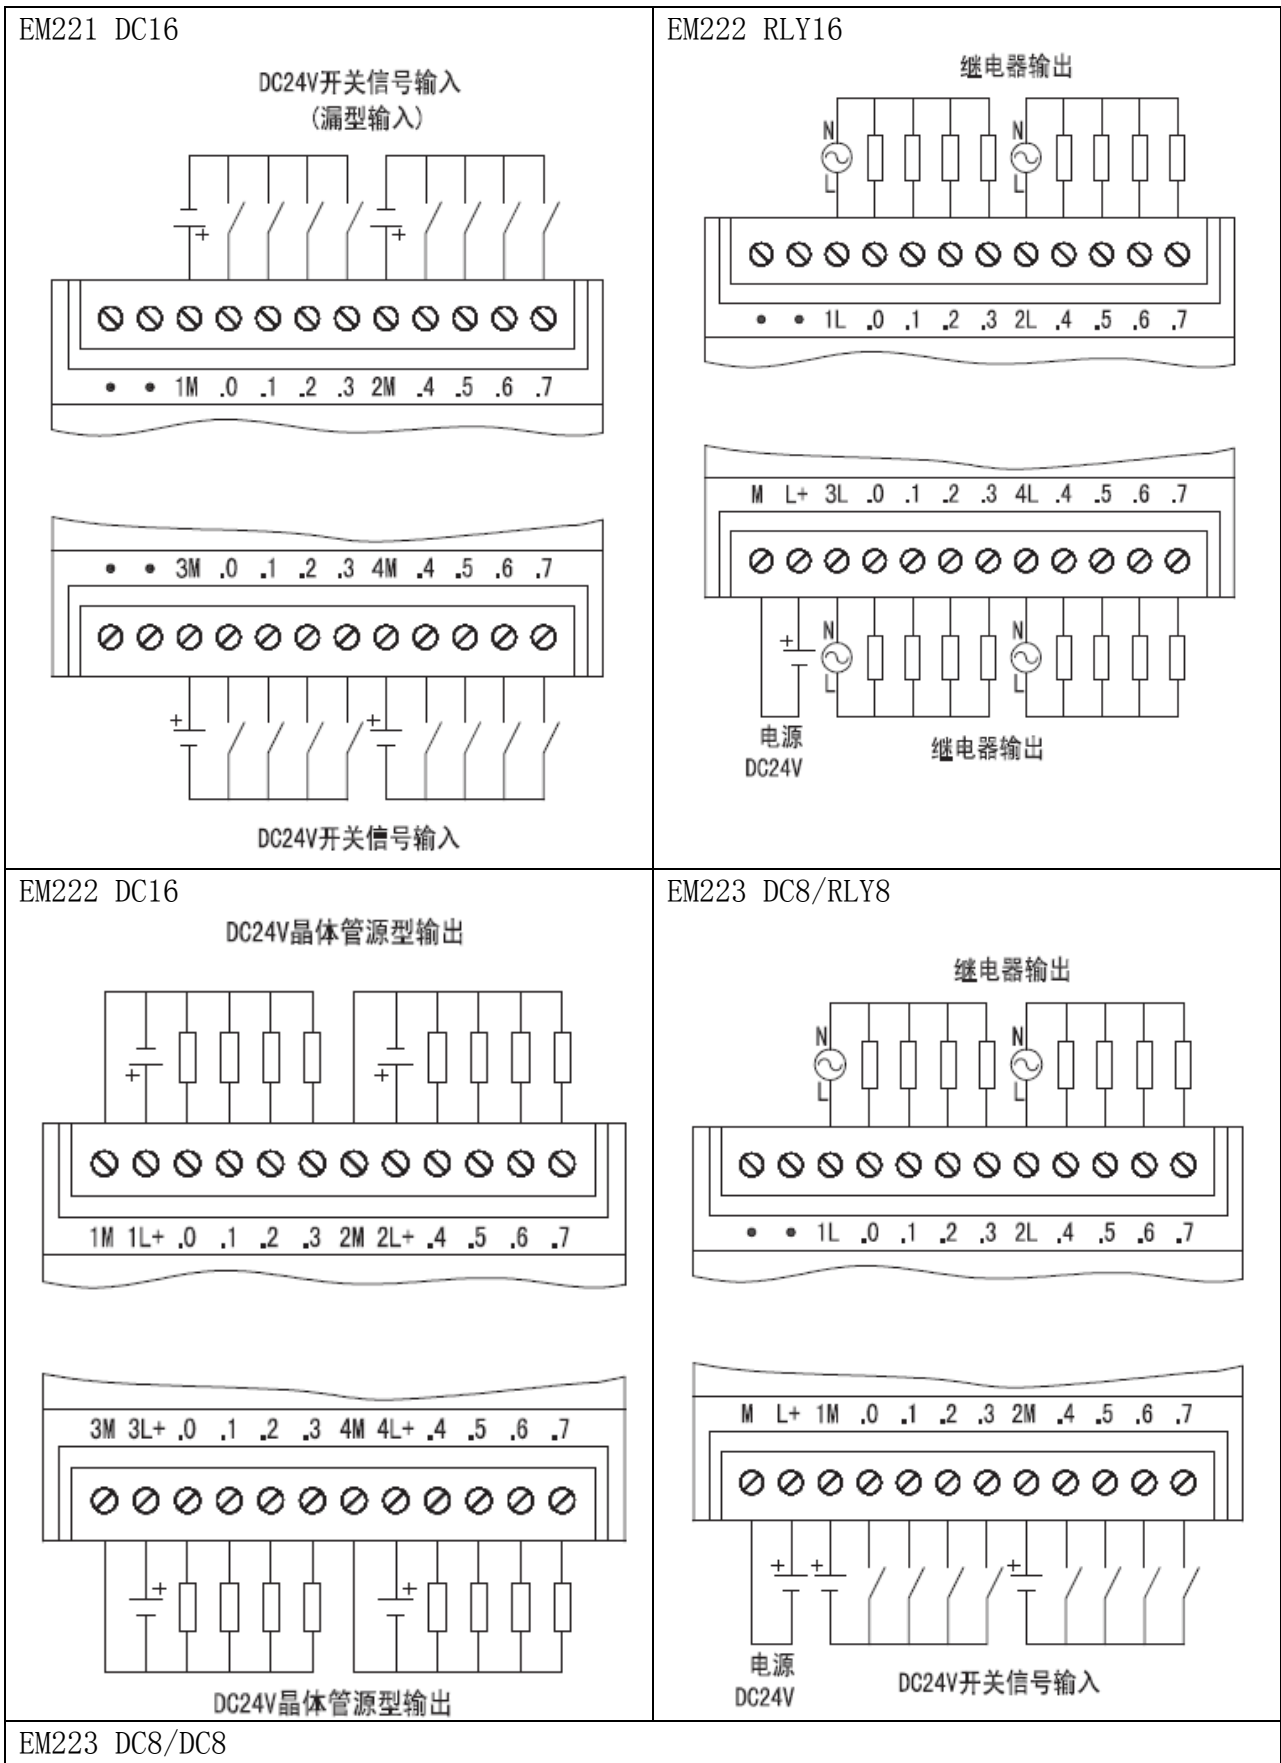 EM221 DC16
DC24V开关信号输入
(漏型输入)
+ +
• • 1M .0 .1 .2 .3 2M .4 .5 .6 .7
• • 3M .0 .1 .2 .3 4M .4 .5 .6 .7
+ +
DC24V开关信号输入
EM222 RLY16
继电器输出
N N
L L
• • 1L .0 .1 .2 .3 2L .4 .5 .6 .7
M L+ 3L .0 .1 .2 .3 4L .4 .5 .6 .7
+ N N
L L
电源
DC24V
继电器输出
EM222 DC16
DC24V晶体管源型输出
+ +
1M 1L+ .0 .1 .2 .3 2M 2L+ .4 .5 .6 .7
3M 3L+ .0 .1 .2 .3 4M 4L+ .4 .5 .6 .7
+ +
DC24V晶体管源型输出
EM223 DC8/RLY8
继电器输出
N N
L L
• • 1L .0 .1 .2 .3 2L .4 .5 .6 .7
M L+ 1M .0 .1 .2 .3 2M .4 .5 .6 .7
+ + +
电源
DC24V
DC24V开关信号输入
EM223 DC8/DC8